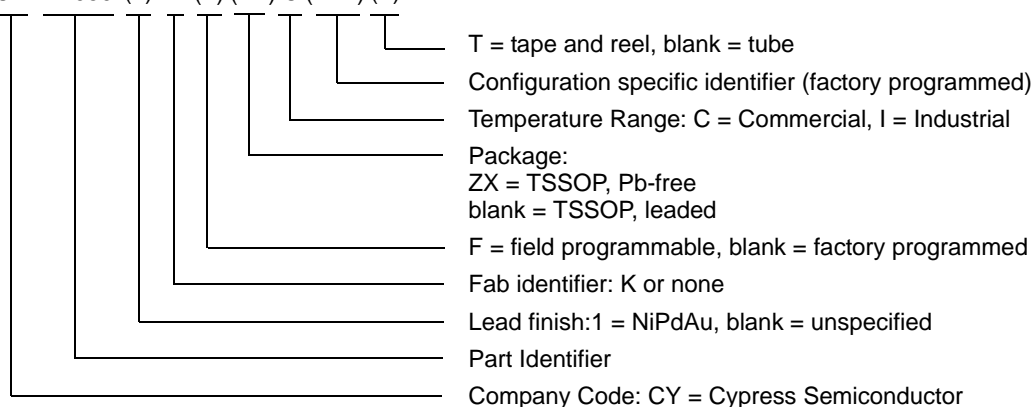 T = tape and reel, blank = tube
Configuration specific identifier (factory programmed)
Temperature Range: C = Commercial, I = Industrial
Package:
ZX = TSSOP, Pb-free
blank = TSSOP, leaded
F = field programmable, blank = factory programmed
Fab identifier: K or none
Lead finish:1 = NiPdAu, blank = unspecified
Part Identifier
Company Code: CY = Cypress Semiconductor